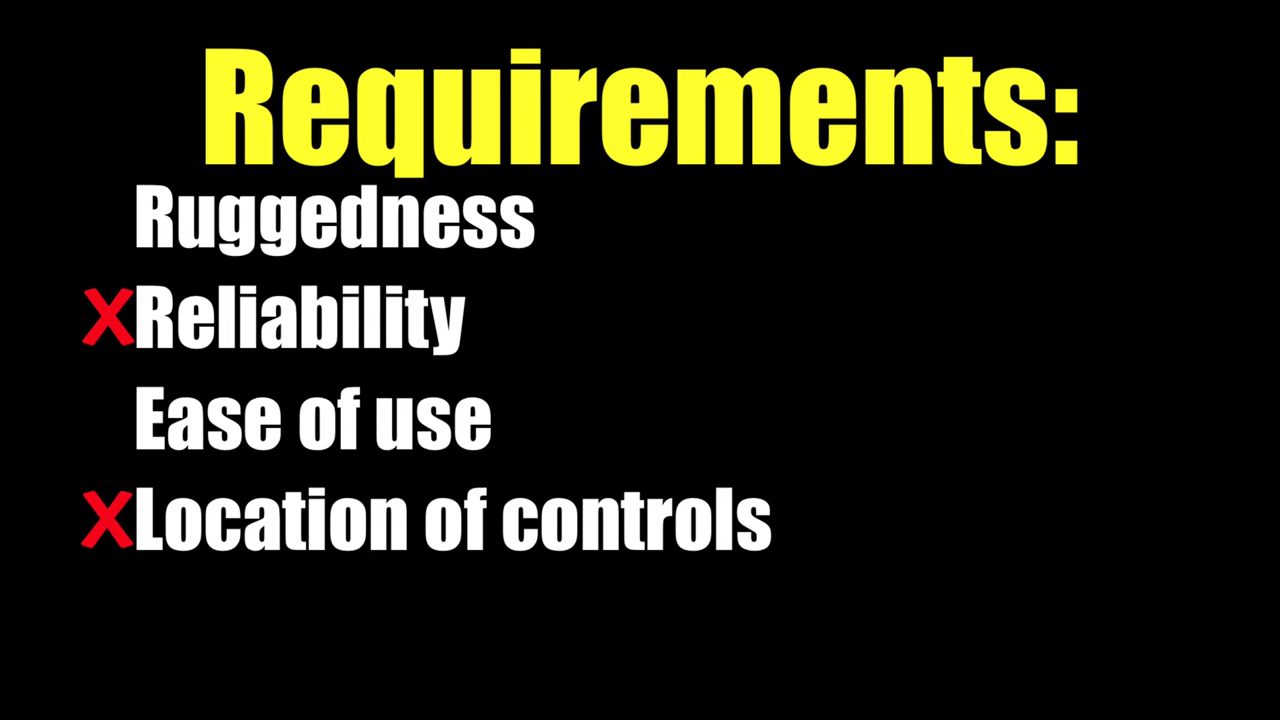 Requirements:
Ruggedness
X Reliability
Ease of use
X Location of controls